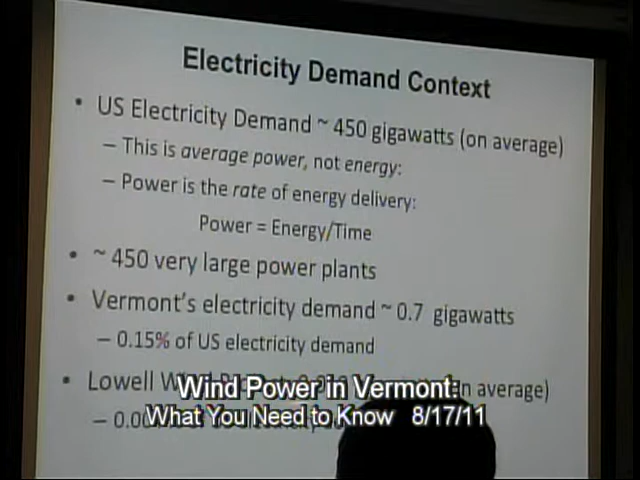 Electricity Demand Context
• US Electricity Demand ~ 450 gigawatts (on average)
– This is average power, not energy:
– Power is the rate of energy delivery:
Power = Energy/Time
• ~ 450 very large power plants
• Vermont's electricity demand ~ 0.7 gigawatts
– 0.15% of US electricity demand
• Lowell average)
Wind Power in Vermont:
– 0.00
What You Need to Know 8/17/11